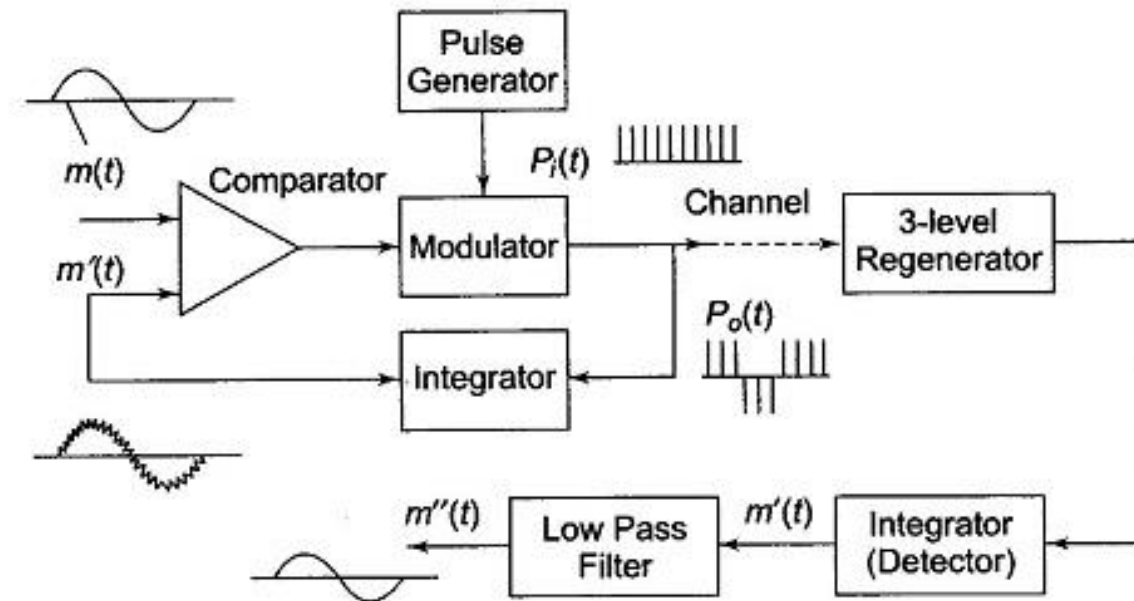 Pulse
Generator
m(t)
Comparator
P_i(t)
Channel
Modulator
3-level
Regenerator
m'(t)
P_o(t)
Integrator
m''(t)
Low Pass
Filter
m'(t)
Integrator
(Detector)